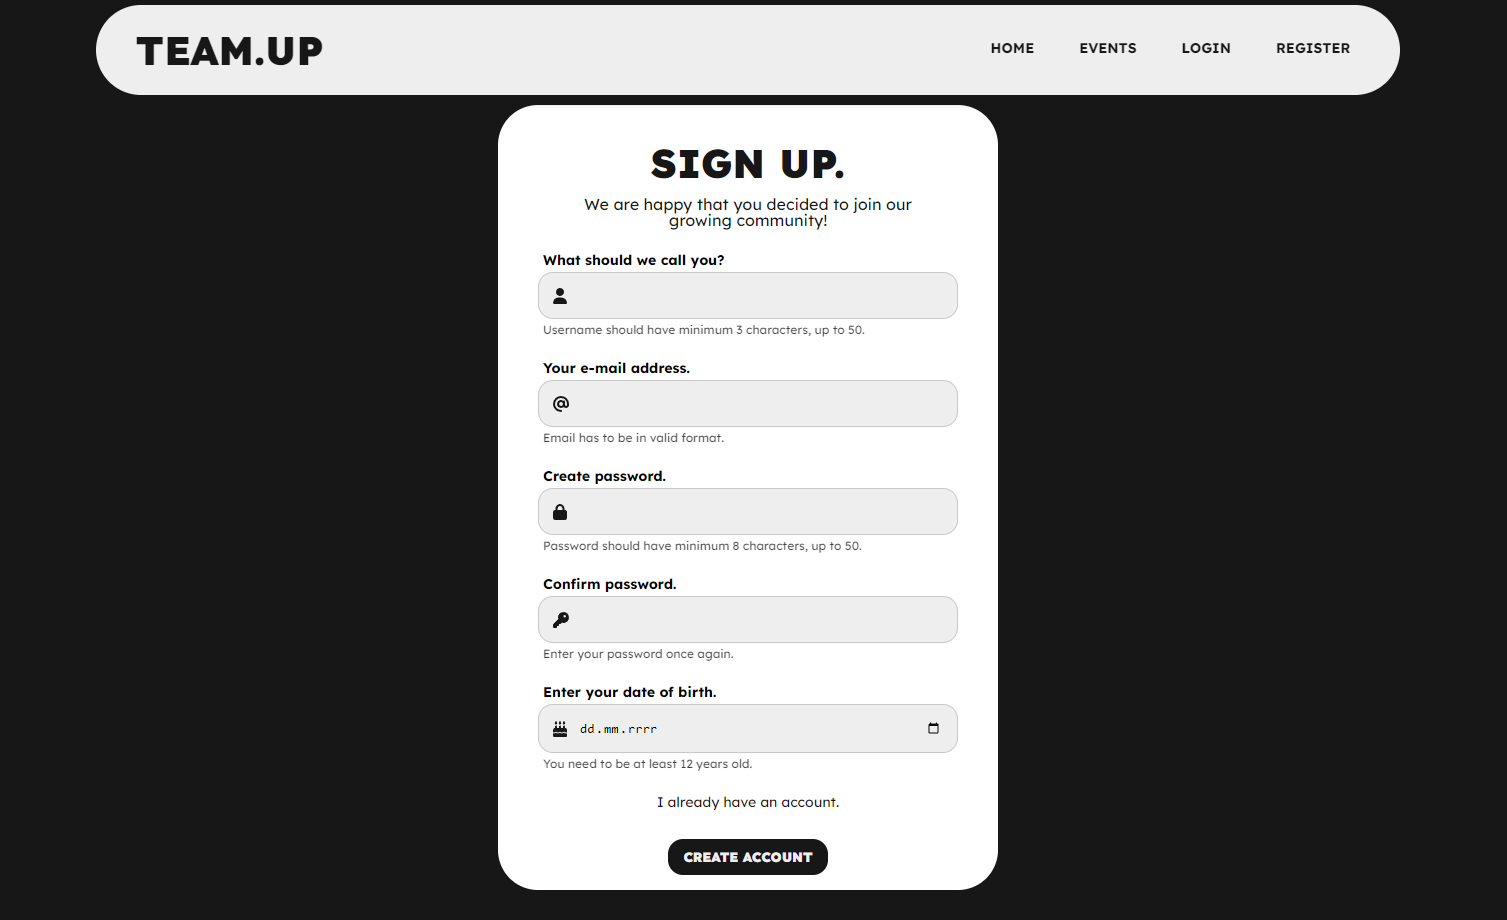 TEAM.UP
HOME EVENTS LOGIN REGISTER
SIGN UP.
We are happy that you decided to join our
growing community!
What should we call you?
Username should have minimum 3 characters, up to 50.
Your e-mail address.
@
Email has to be in valid format.
Create password.
Password should have minimum 8 characters, up to 50.
Confirm password.
Enter your password once again.
Enter your date of birth.
dd.mm.rrrr
You need to be at least 12 years old.
I already have an account.
CREATE ACCOUNT